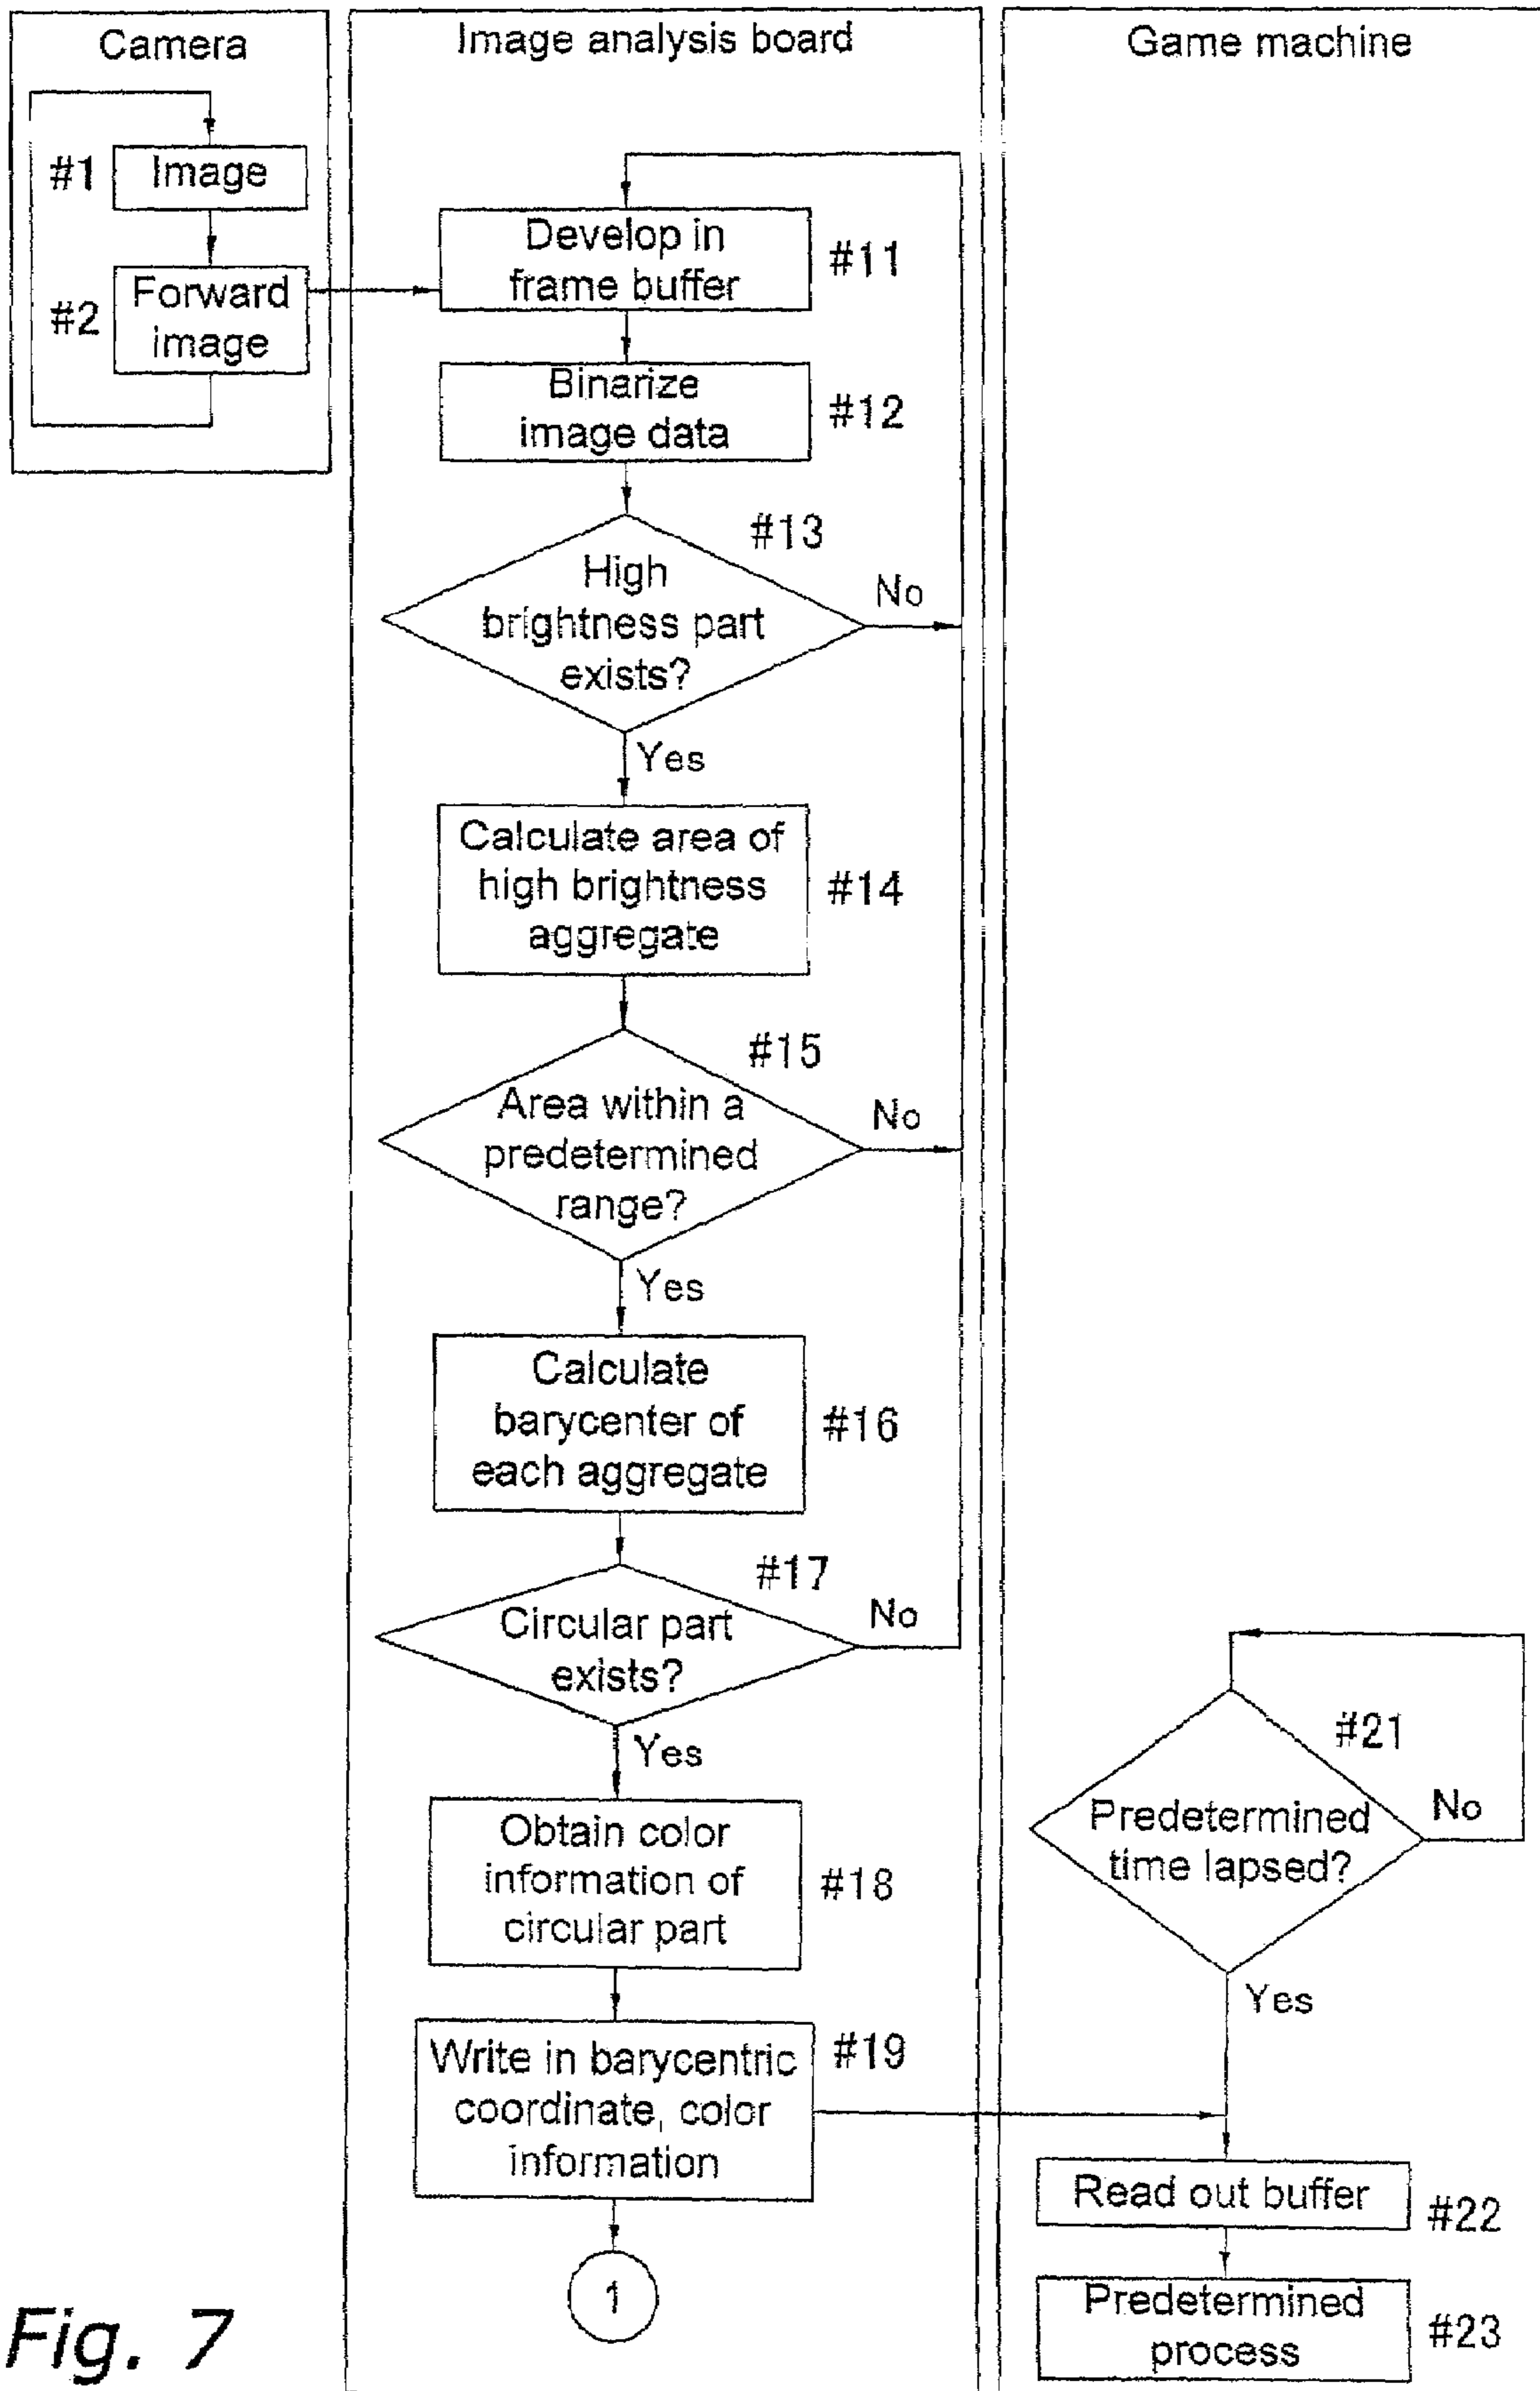 Camera
#1
Image
#2
Forward
image
Image analysis board
Develop in
frame buffer
#11
Binarize
image data
#12
#13
High
brightness part
exists?
No
Yes
Calculate area of
high brightness
aggregate
#14
#15
Area within a
predetermined
range?
No
Yes
Calculate
barycenter of
each aggregate
#16
#17
Circular part
exists?
No
Yes
Obtain color
information of
circular part
#18
Write in barycentric
coordinate, color
information
#19
1
Game machine
#21
Predetermined
time lapsed?
No
Yes
Read out buffer
#22
Predetermined
process
#23
Fig. 7